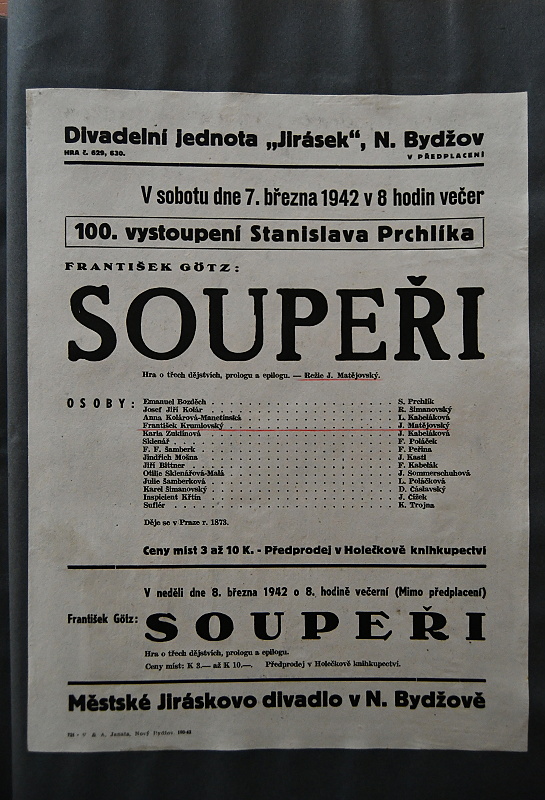 Divadelní jednota „Jirásek“, N. Bydžov
HRA č. 629, 630.
V PŘEDPLACENÍ
V sobotu dne 7. března 1942 v 8 hodin večer
100. vystoupení Stanislava Prchlíka
FRANTIŠEK GÖTZ:
SOUPEŘI
Hra o třech dějstvích, prologu a epilogu. — Režie J. Matějovský.
OSOBY:
Emanuel Bozděch . . . S. Prchlík
Josef Jiří Kolár . . . R. Šimanovský
Anna Kolárová-Manetinská . . . L. Kabeláková
František Krumlovský . . . J. Matějovský
Karla Zmklinová . . . J. Kabeláková
Sklenář . . . F. Poláček
F. F. Šamberk . . . F. Peřina
Jindřich Mošna . . . J. Kastl
Jiří Bittner . . . F. Kabelák
Otilie Sklenářová-Malá . . . J. Sommerschuhová
Julie Šamberková . . . L. Poláčková
Karel Šimanovský . . . D. Čáslavský
Inspicient Křtin . . . J. Čížek
Suflér . . . K. Trojna
Děje se v Praze r. 1873.
Ceny míst 3 až 10 K. - Předprodej v Holečkově knihkupectví
V neděli dne 8. března 1942 o 8. hodině večerní (Mimo předplacení)
František Götz: SOUPEŘI
Hra o třech dějstvích, prologu a epilogu.
Ceny míst: K 3.— až K 10.—. Předprodej v Holečkově knihkupectví.
Městské Jiráskovo divadlo v N. Bydžově